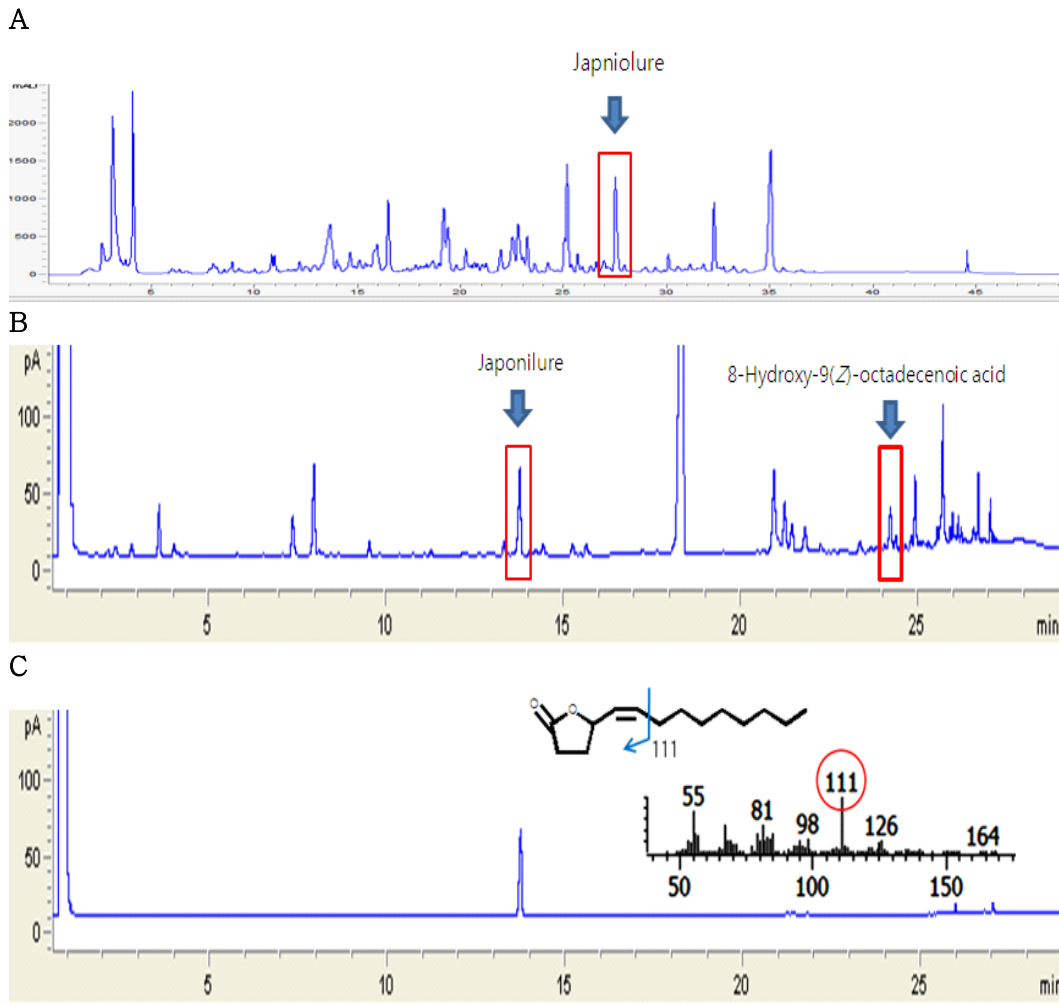 A
Japniolure
mAU
2000
1500
1000
500
0
5 10 15 20 25 30 35 40 45
B
pA
Japonilure
8-Hydroxy-9(Z)-octadecenoic acid
100
50
0
5 10 15 20 25 min
C
pA
O O
111
100
50
0
111
55 81 98 126 164
50 100 150
5 10 15 20 25 min